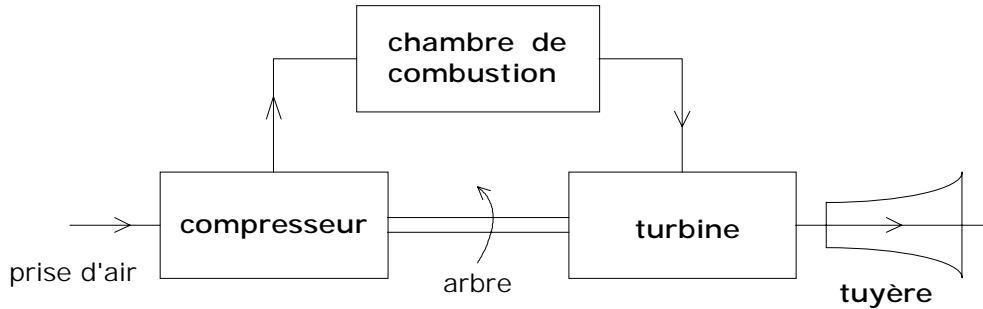 chambre de
combustion
compresseur
turbine
prise d'air
arbre
tuyère